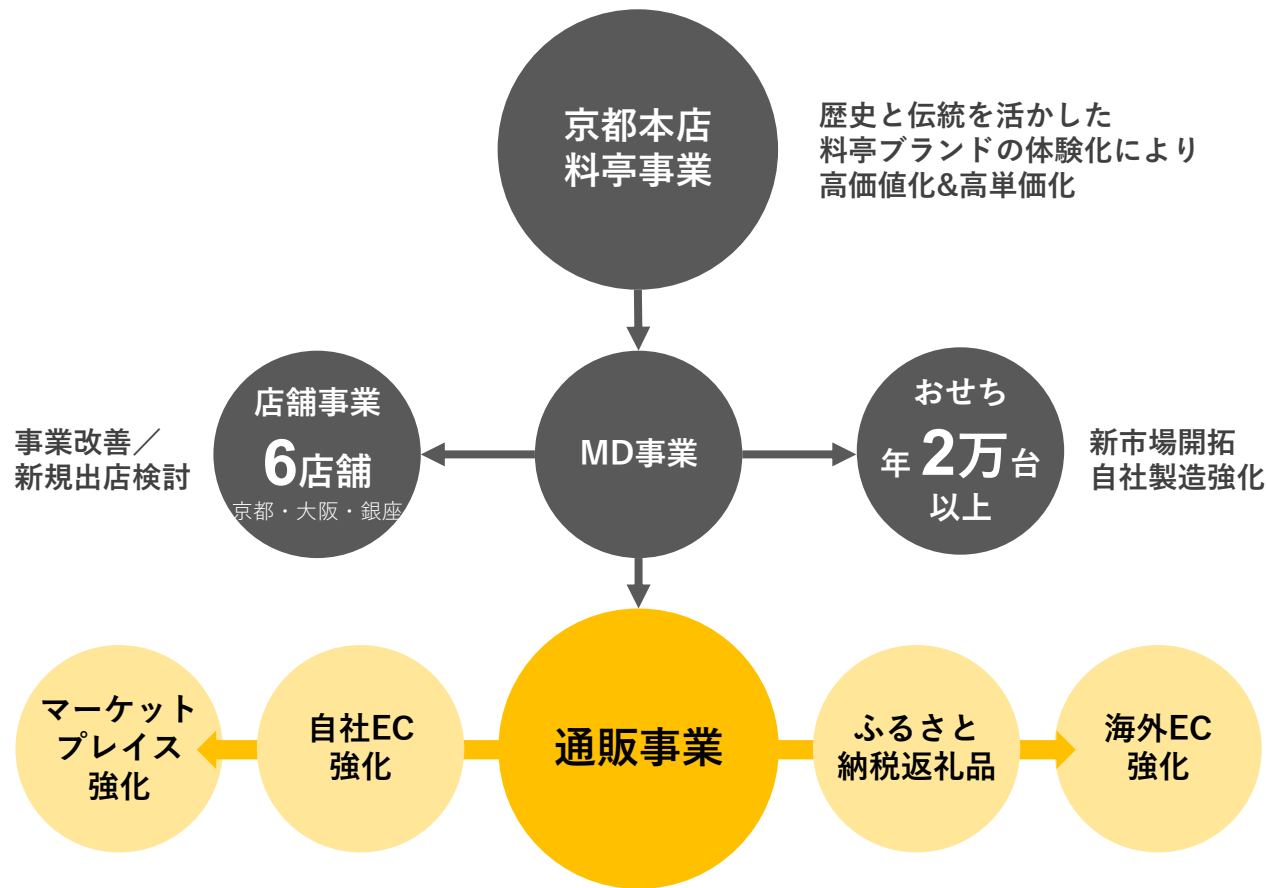 京都本店
料亭事業
歴史と伝統を活かした
料亭ブランドの体験化により
高価値化&高単価化
事業改善／
新規出店検討
店舗事業
6店舗
京都・大阪・銀座
MD事業
おせち
年 2万台
以上
新市場開拓
自社製造強化
マーケット
プレイス
強化
自社EC
強化
通販事業
ふるさと
納税返礼品
海外EC
強化